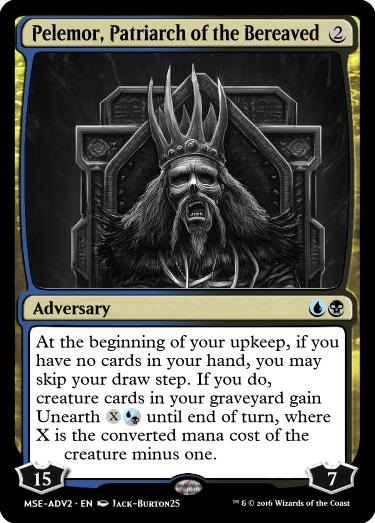 Pelemor, Patriarch of the Bereaved 2
Adversary
At the beginning of your upkeep, if you
have no cards in your hand, you may
skip your draw step. If you do,
creature cards in your graveyard gain
Unearth X until end of turn, where
X is the converted mana cost of the
creature minus one.
15
7
MSE-ADV2 • EN Jack-Burton25
™ & © 2016 Wizards of the Coast